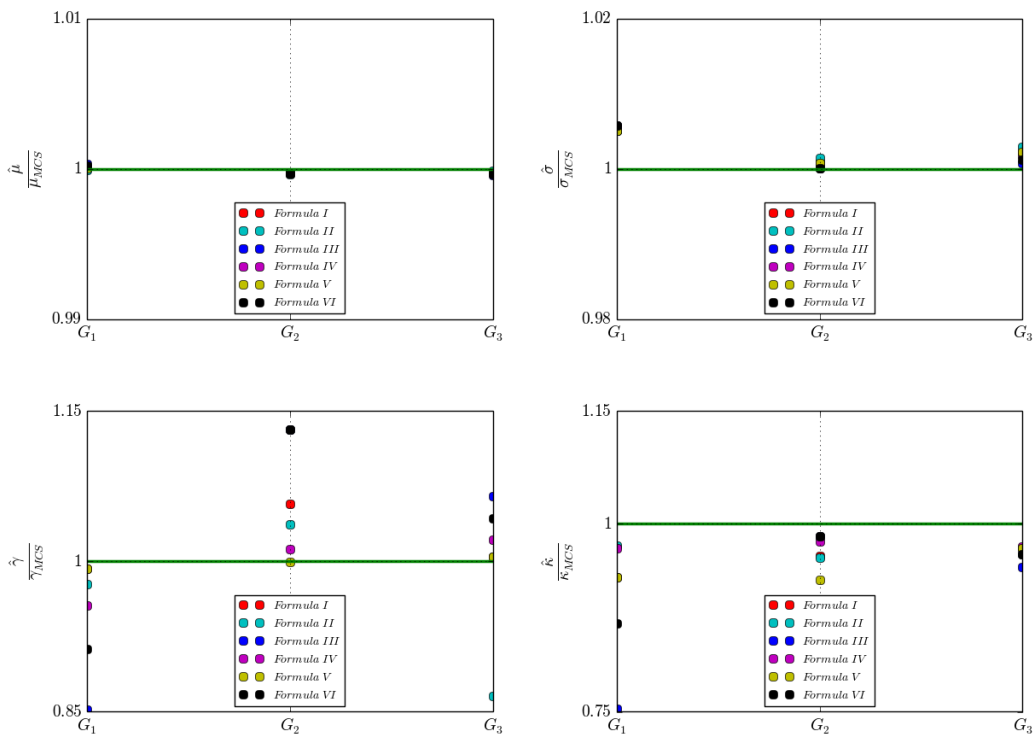 1.01
μ̂
μ_MCS
1
0.99
G₁
G₂
G₃
Formula I
Formula II
Formula III
Formula IV
Formula V
Formula VI
1.02
σ̂
σ_MCS
1
0.98
G₁
G₂
G₃
Formula I
Formula II
Formula III
Formula IV
Formula V
Formula VI
1.15
γ̂
γ_MCS
1
0.85
G₁
G₂
G₃
Formula I
Formula II
Formula III
Formula IV
Formula V
Formula VI
1.15
κ̂
κ_MCS
1
0.75
G₁
G₂
G₃
Formula I
Formula II
Formula III
Formula IV
Formula V
Formula VI